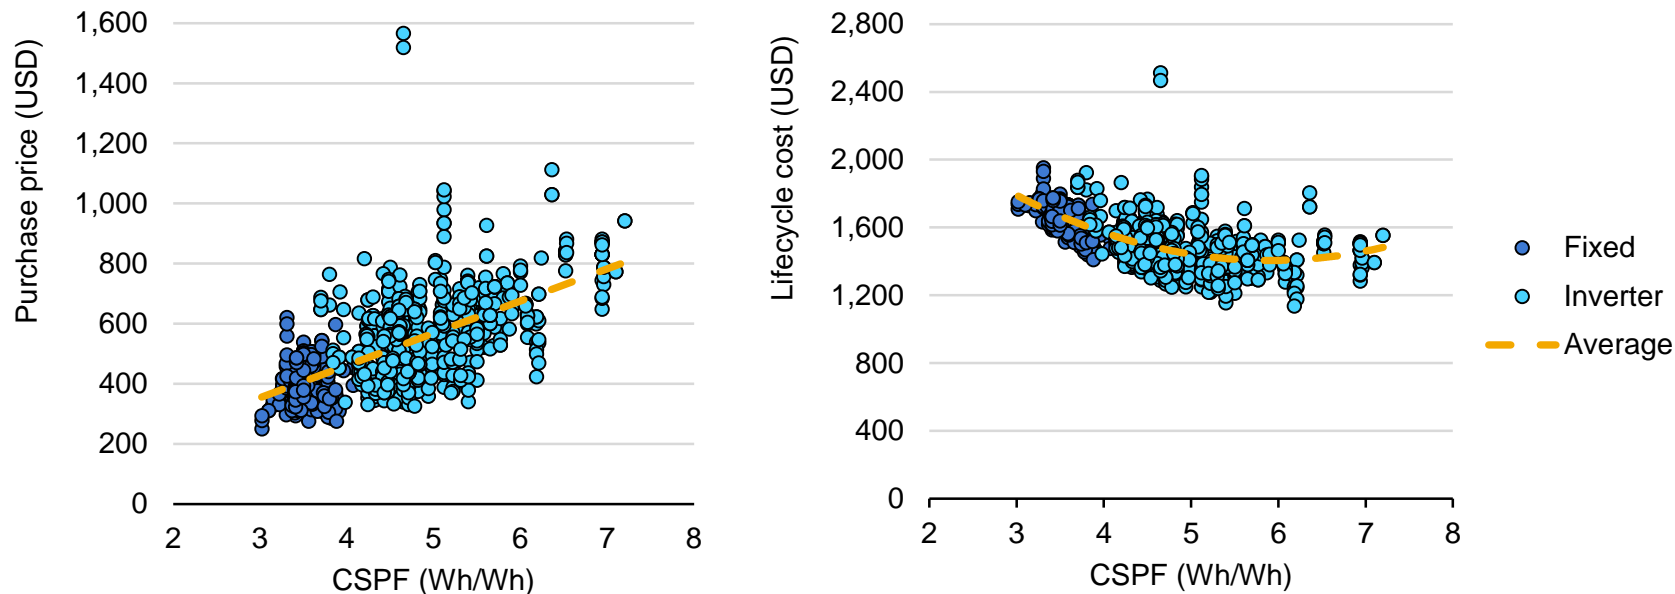 Purchase price (USD)
1,600
1,400
1,200
1,000
800
600
400
200
0
2 3 4 5 6 7 8
CSPF (Wh/Wh)
Lifecycle cost (USD)
2,800
2,400
2,000
1,600
1,200
800
400
0
2 3 4 5 6 7 8
CSPF (Wh/Wh)
Fixed
Inverter
Average